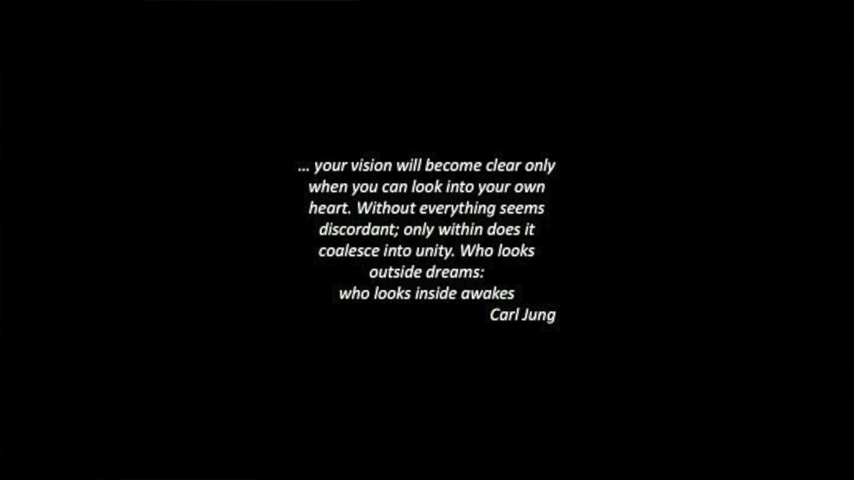 ... your vision will become clear only
when you can look into your own
heart. Without everything seems
discordant; only within does it
coalesce into unity. Who looks
outside dreams:
who looks inside awakes
Carl Jung